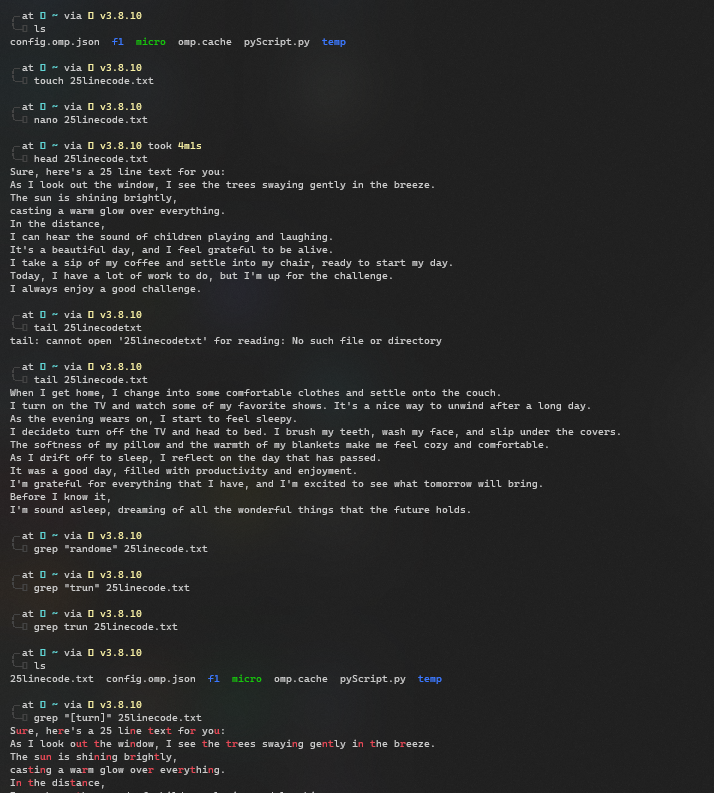 at ~ via v3.8.10
ls
config.omp.json f1 micro omp.cache pyScript.py temp
at ~ via v3.8.10
touch 25linecode.txt
at ~ via v3.8.10
nano 25linecode.txt
at ~ via v3.8.10 took 4m1s
head 25linecode.txt
Sure, here's a 25 line text for you:
As I look out the window, I see the trees swaying gently in the breeze.
The sun is shining brightly,
casting a warm glow over everything.
In the distance,
I can hear the sound of children playing and laughing.
It's a beautiful day, and I feel grateful to be alive.
I take a sip of my coffee and settle into my chair, ready to start my day.
Today, I have a lot of work to do, but I'm up for the challenge.
I always enjoy a good challenge.
at ~ via v3.8.10
tail 25linecodetxt
tail: cannot open '25linecodetxt' for reading: No such file or directory
at ~ via v3.8.10
tail 25linecode.txt
When I get home, I change into some comfortable clothes and settle onto the couch.
I turn on the TV and watch some of my favorite shows. It's a nice way to unwind after a long day.
As the evening wears on, I start to feel sleepy.
I decideto turn off the TV and head to bed. I brush my teeth, wash my face, and slip under the covers.
The softness of my pillow and the warmth of my blankets make me feel cozy and comfortable.
As I drift off to sleep, I reflect on the day that has passed.
It was a good day, filled with productivity and enjoyment.
I'm grateful for everything that I have, and I'm excited to see what tomorrow will bring.
Before I know it,
I'm sound asleep, dreaming of all the wonderful things that the future holds.
at ~ via v3.8.10
grep "randome" 25linecode.txt
at ~ via v3.8.10
grep "trun" 25linecode.txt
at ~ via v3.8.10
grep trun 25linecode.txt
at ~ via v3.8.10
ls
25linecode.txt config.omp.json f1 micro omp.cache pyScript.py temp
at ~ via v3.8.10
grep "[turn]" 25linecode.txt
Sure, here's a 25 line text for you:
As I look out the window, I see the trees swaying gently in the breeze.
The sun is shining brightly,
casting a warm glow over everything.
In the distance,